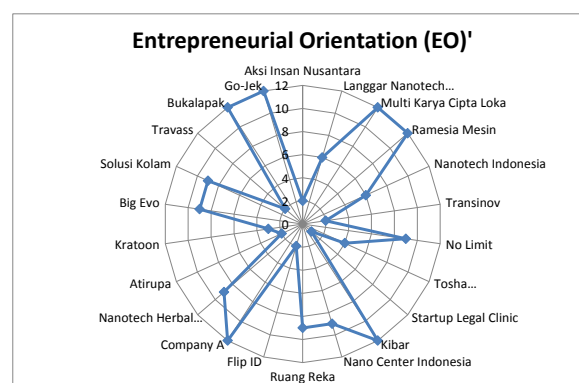 Entrepreneurial Orientation (EO)'
Aksi Insan Nusantara
Langgar Nanotech...
Multi Karya Cipta Loka
Ramesia Mesin
Nanotech Indonesia
Transinov
No Limit
Tosha...
Startup Legal Clinic
Kibar
Nano Center Indonesia
Ruang Reka
Flip ID
Company A
Nanotech Herbal...
Atirupa
Kratoon
Big Evo
Solusi Kolam
Travass
Bukalapak
Go-Jek
12
10
8
6
4
2
0